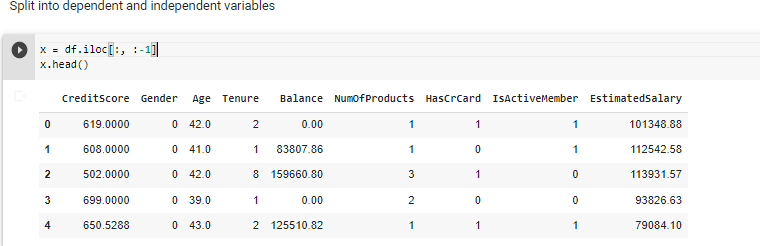 Split into dependent and independent variables
x = df.iloc[:, :-1]
x.head()
CreditScore Gender Age Tenure Balance NumOfProducts HasCrCard IsActiveMember EstimatedSalary
0 619.0000 0 42.0 2 0.00 1 1 1 101348.88
1 608.0000 0 41.0 1 83807.86 1 0 1 112542.58
2 502.0000 0 42.0 8 159660.80 3 1 0 113931.57
3 699.0000 0 39.0 1 0.00 2 0 0 93826.63
4 650.5288 0 43.0 2 125510.82 1 1 1 79084.10